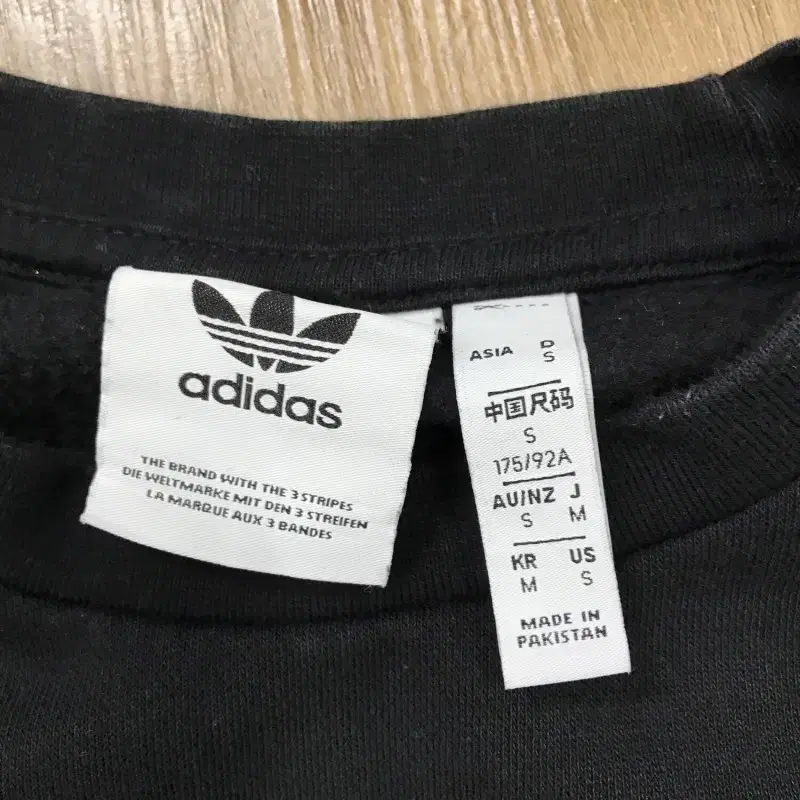 adidas
THE BRAND WITH THE 3 STRIPES
DIE WELTMARKE MIT DEN 3 STREIFEN
LA MARQUE AUX 3 BANDES
ASIA D
S
中国尺码
S
175/92A
AU/NZ J
S M
KR US
M S
MADE IN
PAKISTAN